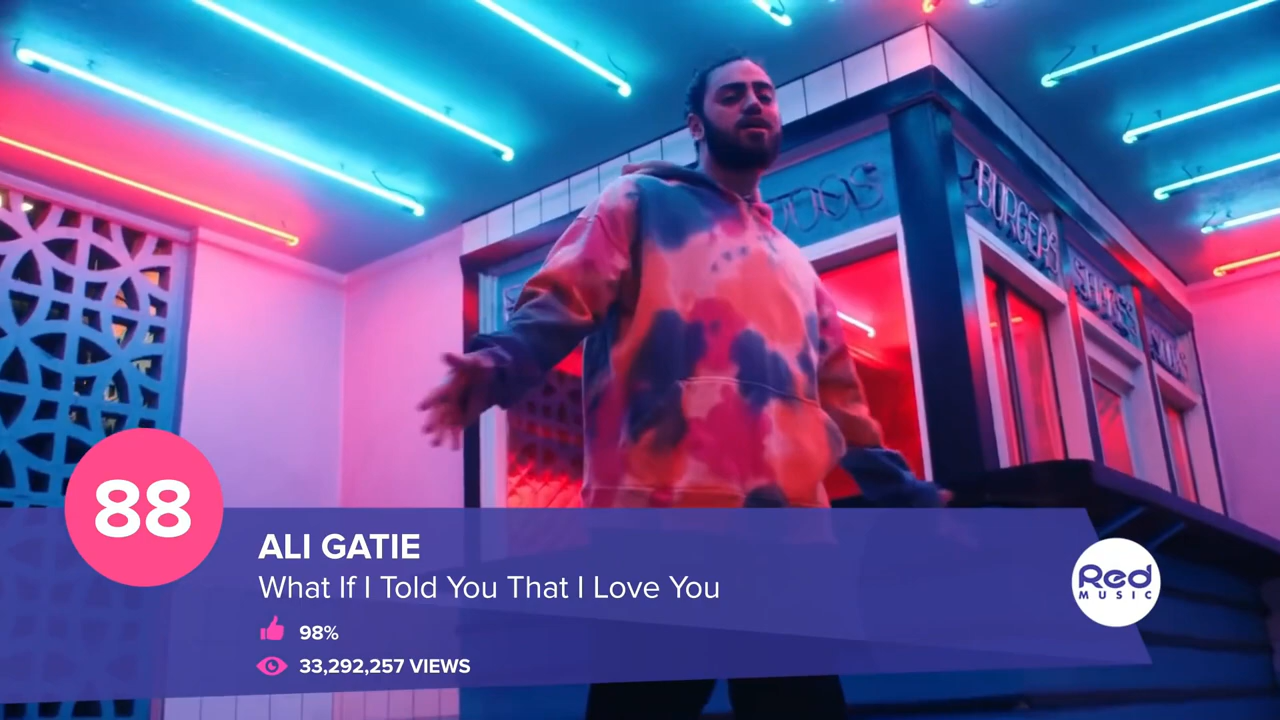 BURGERS
88
ALI GATIE
What If I Told You That I Love You
98%
33,292,257 VIEWS
Red
MUSIC